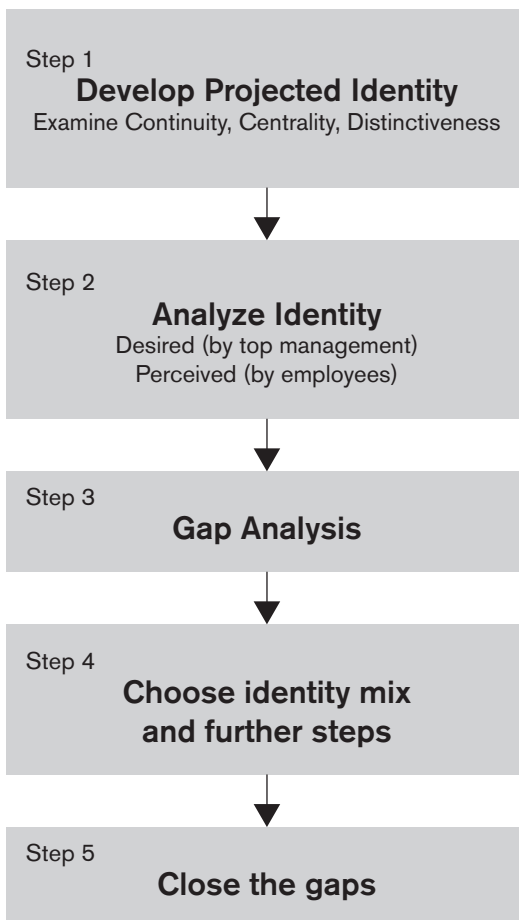 Step 1
Develop Projected Identity
Examine Continuity, Centrality, Distinctiveness
Step 2
Analyze Identity
Desired (by top management)
Perceived (by employees)
Step 3
Gap Analysis
Step 4
Choose identity mix
and further steps
Step 5
Close the gaps